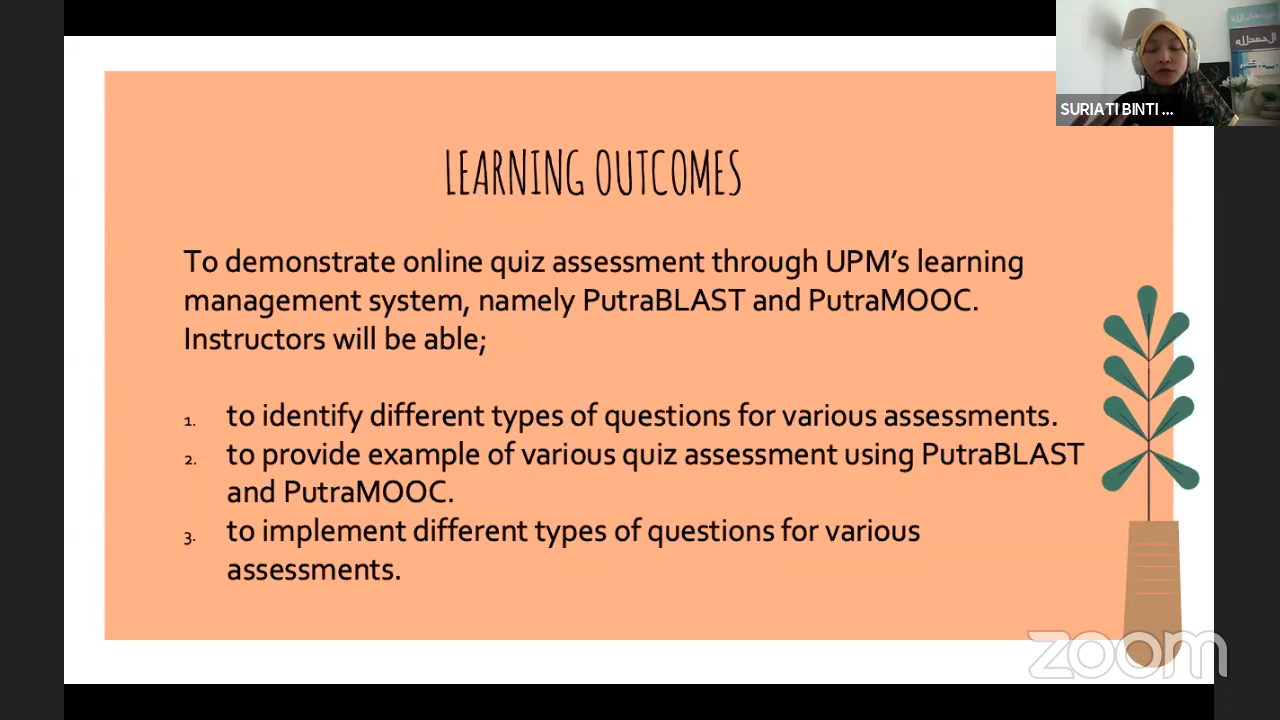 LEARNING OUTCOMES
To demonstrate online quiz assessment through UPM's learning
management system, namely PutraBLAST and PutraMOOC.
Instructors will be able;
1. to identify different types of questions for various assessments.
2. to provide example of various quiz assessment using PutraBLAST
and PutraMOOC.
3. to implement different types of questions for various
assessments.
الحمدلله
SURIATI BINTI ...
zoom